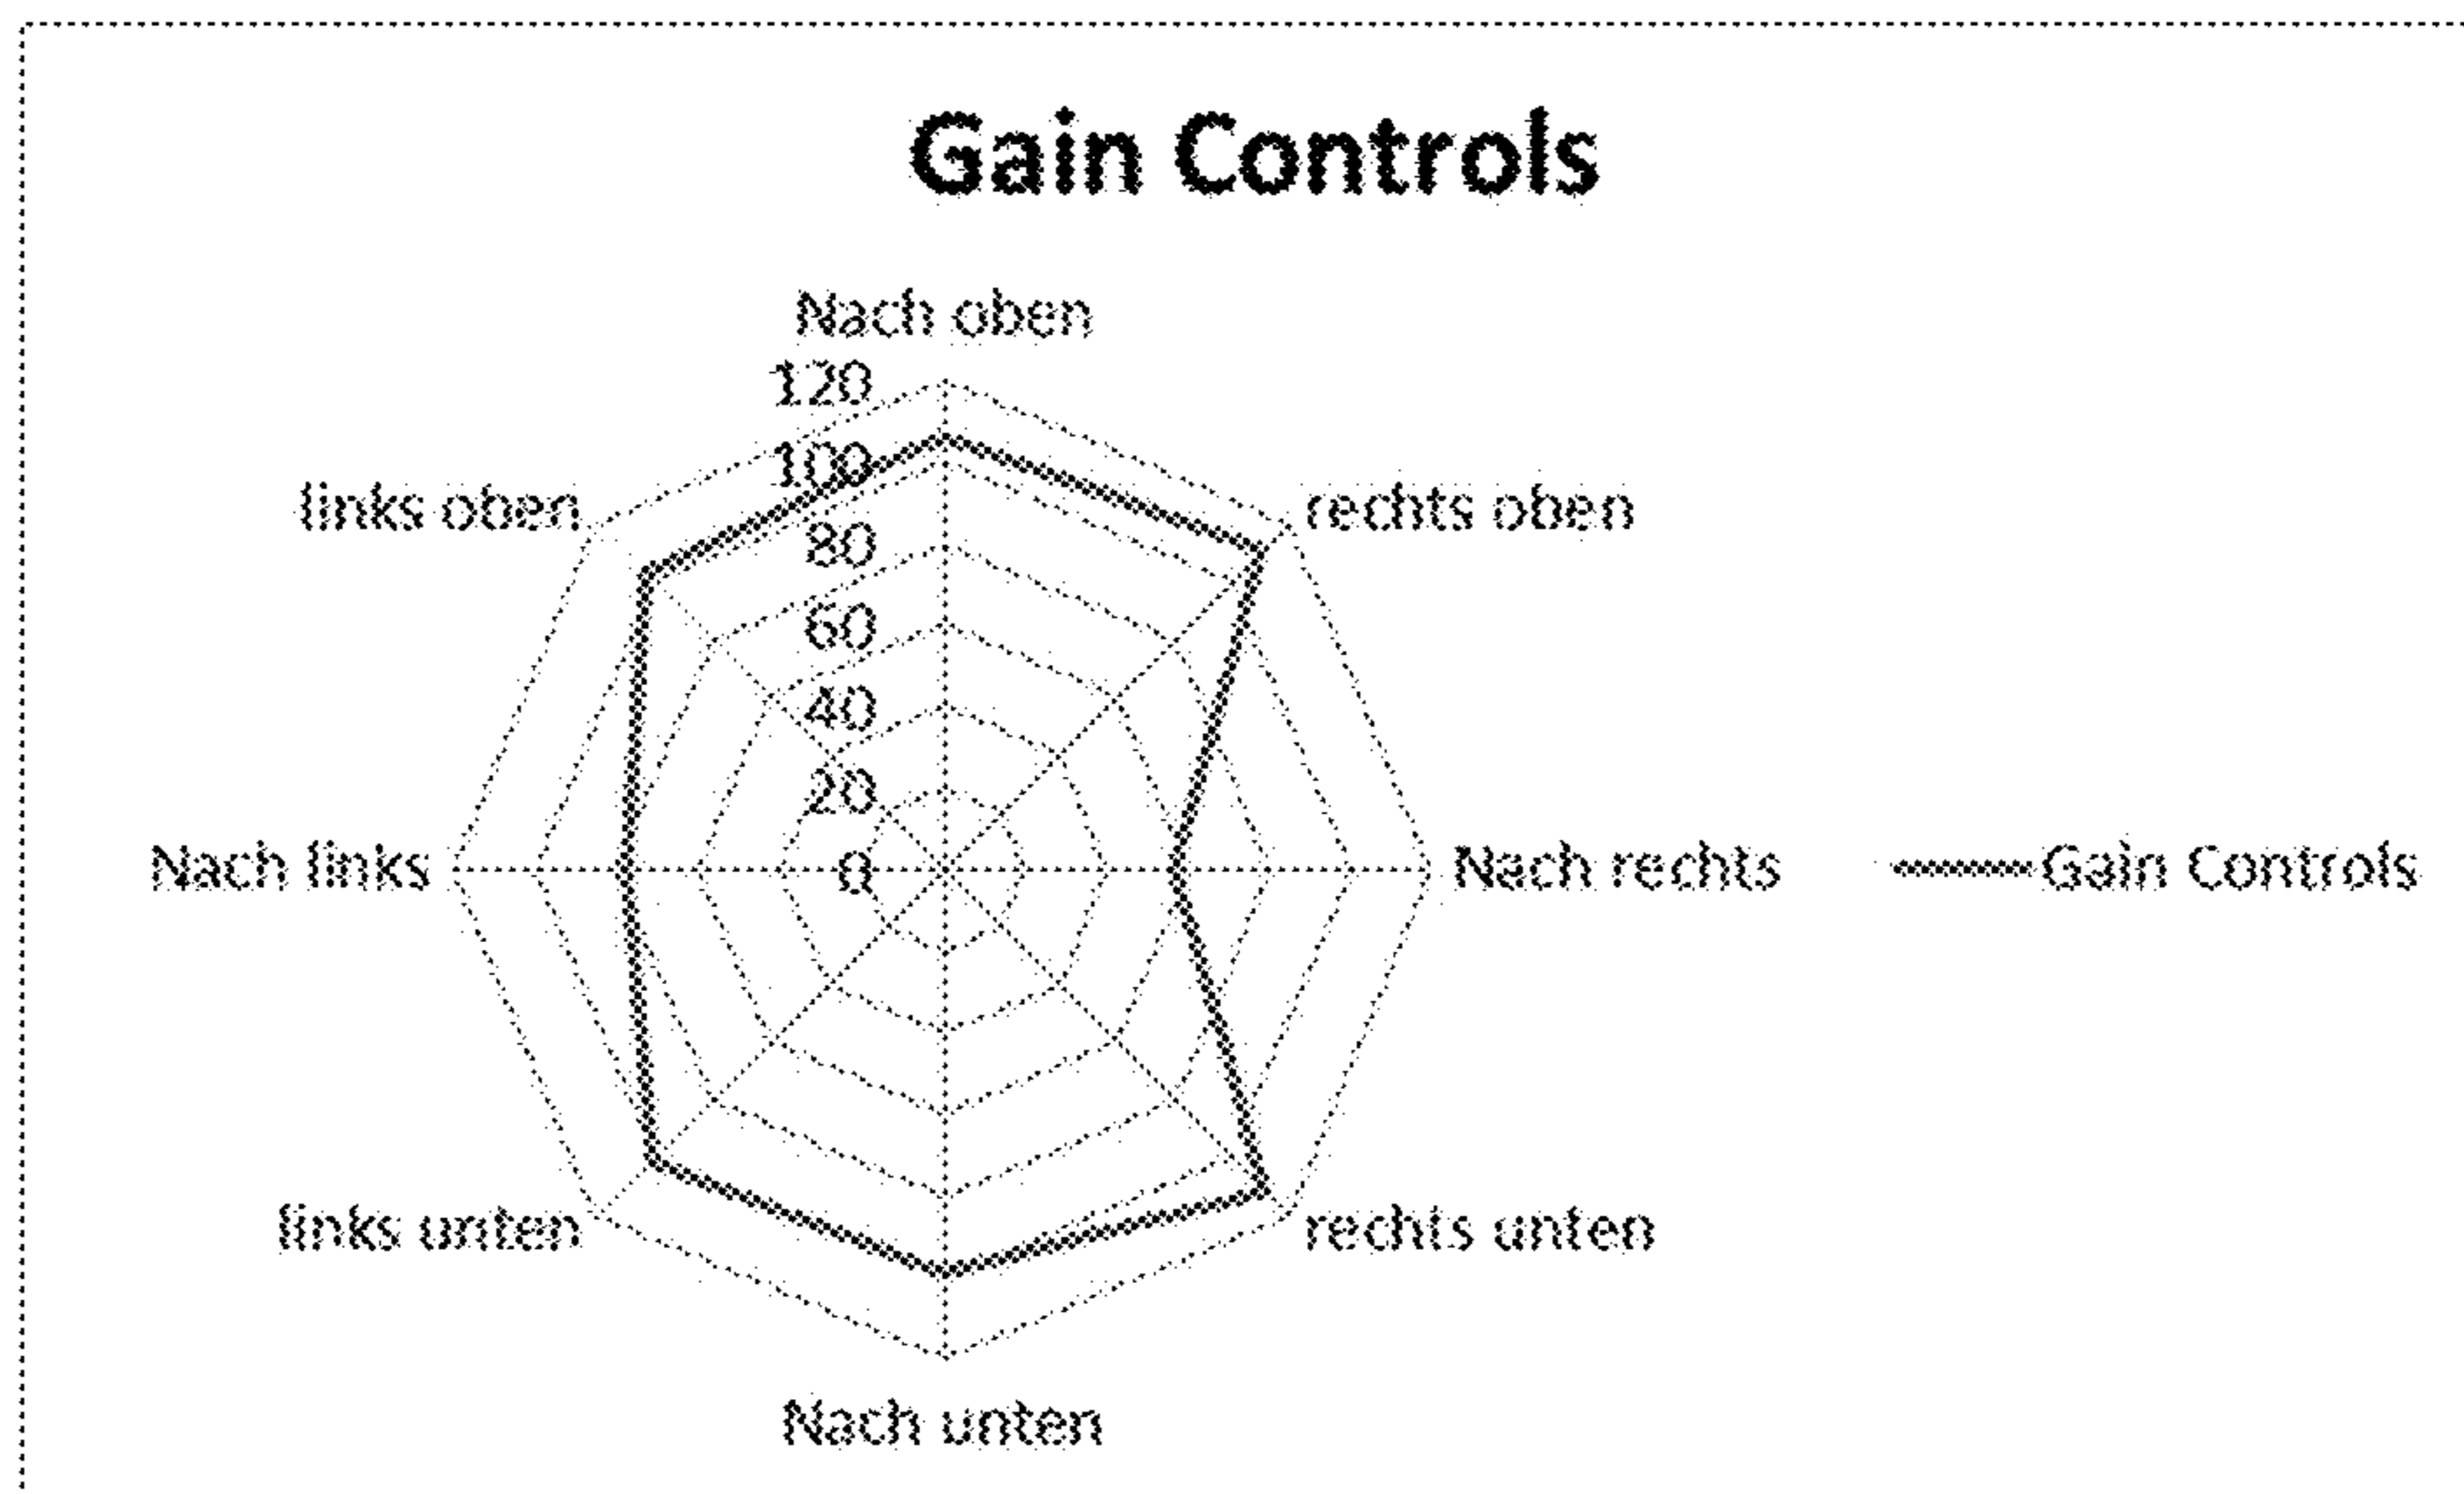 Gain Controls
Nach oben
120
100
links oben
rechts oben
80
60
40
20
0
Nach links
Nach rechts
Gain Controls
links unten
rechts unten
Nach unten